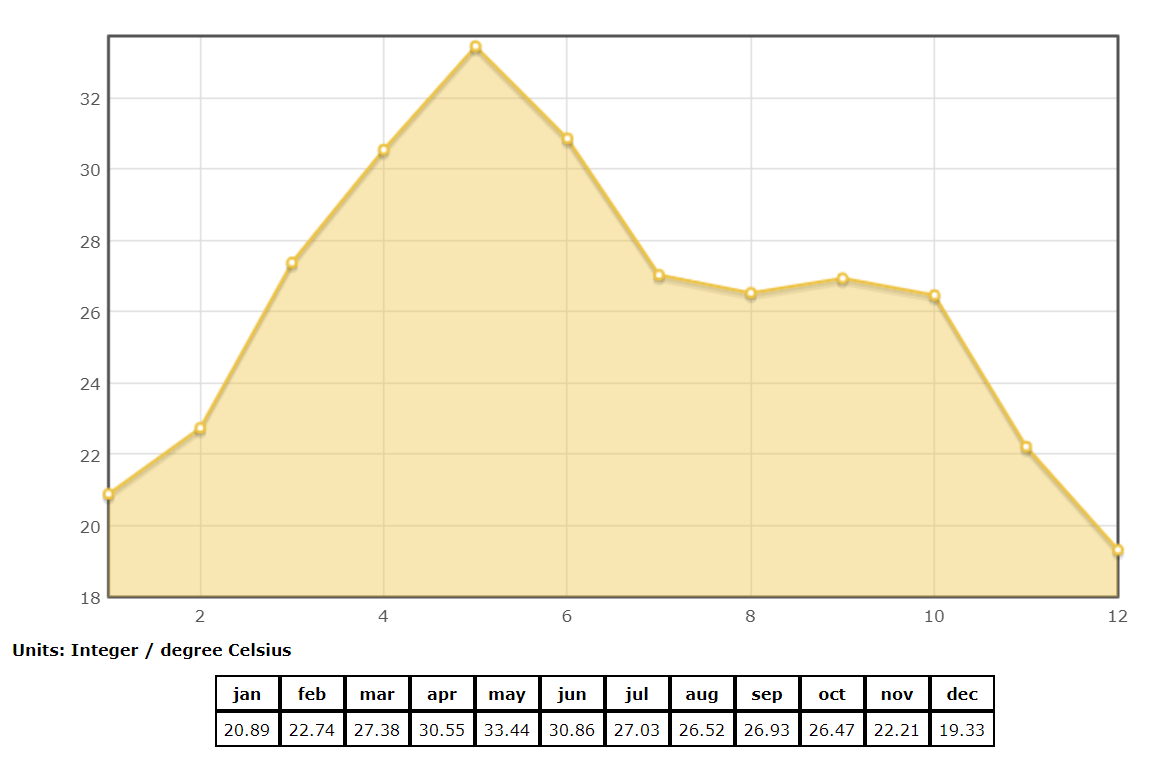 32
30
28
26
24
22
20
18
2 4 6 8 10 12
Units: Integer / degree Celsius
jan feb mar apr may jun jul aug sep oct nov dec
20.89 22.74 27.38 30.55 33.44 30.86 27.03 26.52 26.93 26.47 22.21 19.33